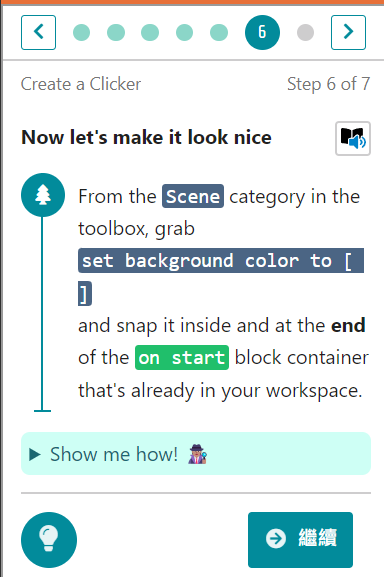 6
Create a Clicker Step 6 of 7
Now let's make it look nice
From the Scene category in the
toolbox, grab
set background color to [
]
and snap it inside and at the end
of the on start block container
that's already in your workspace.
Show me how! 🕵🏽
繼續